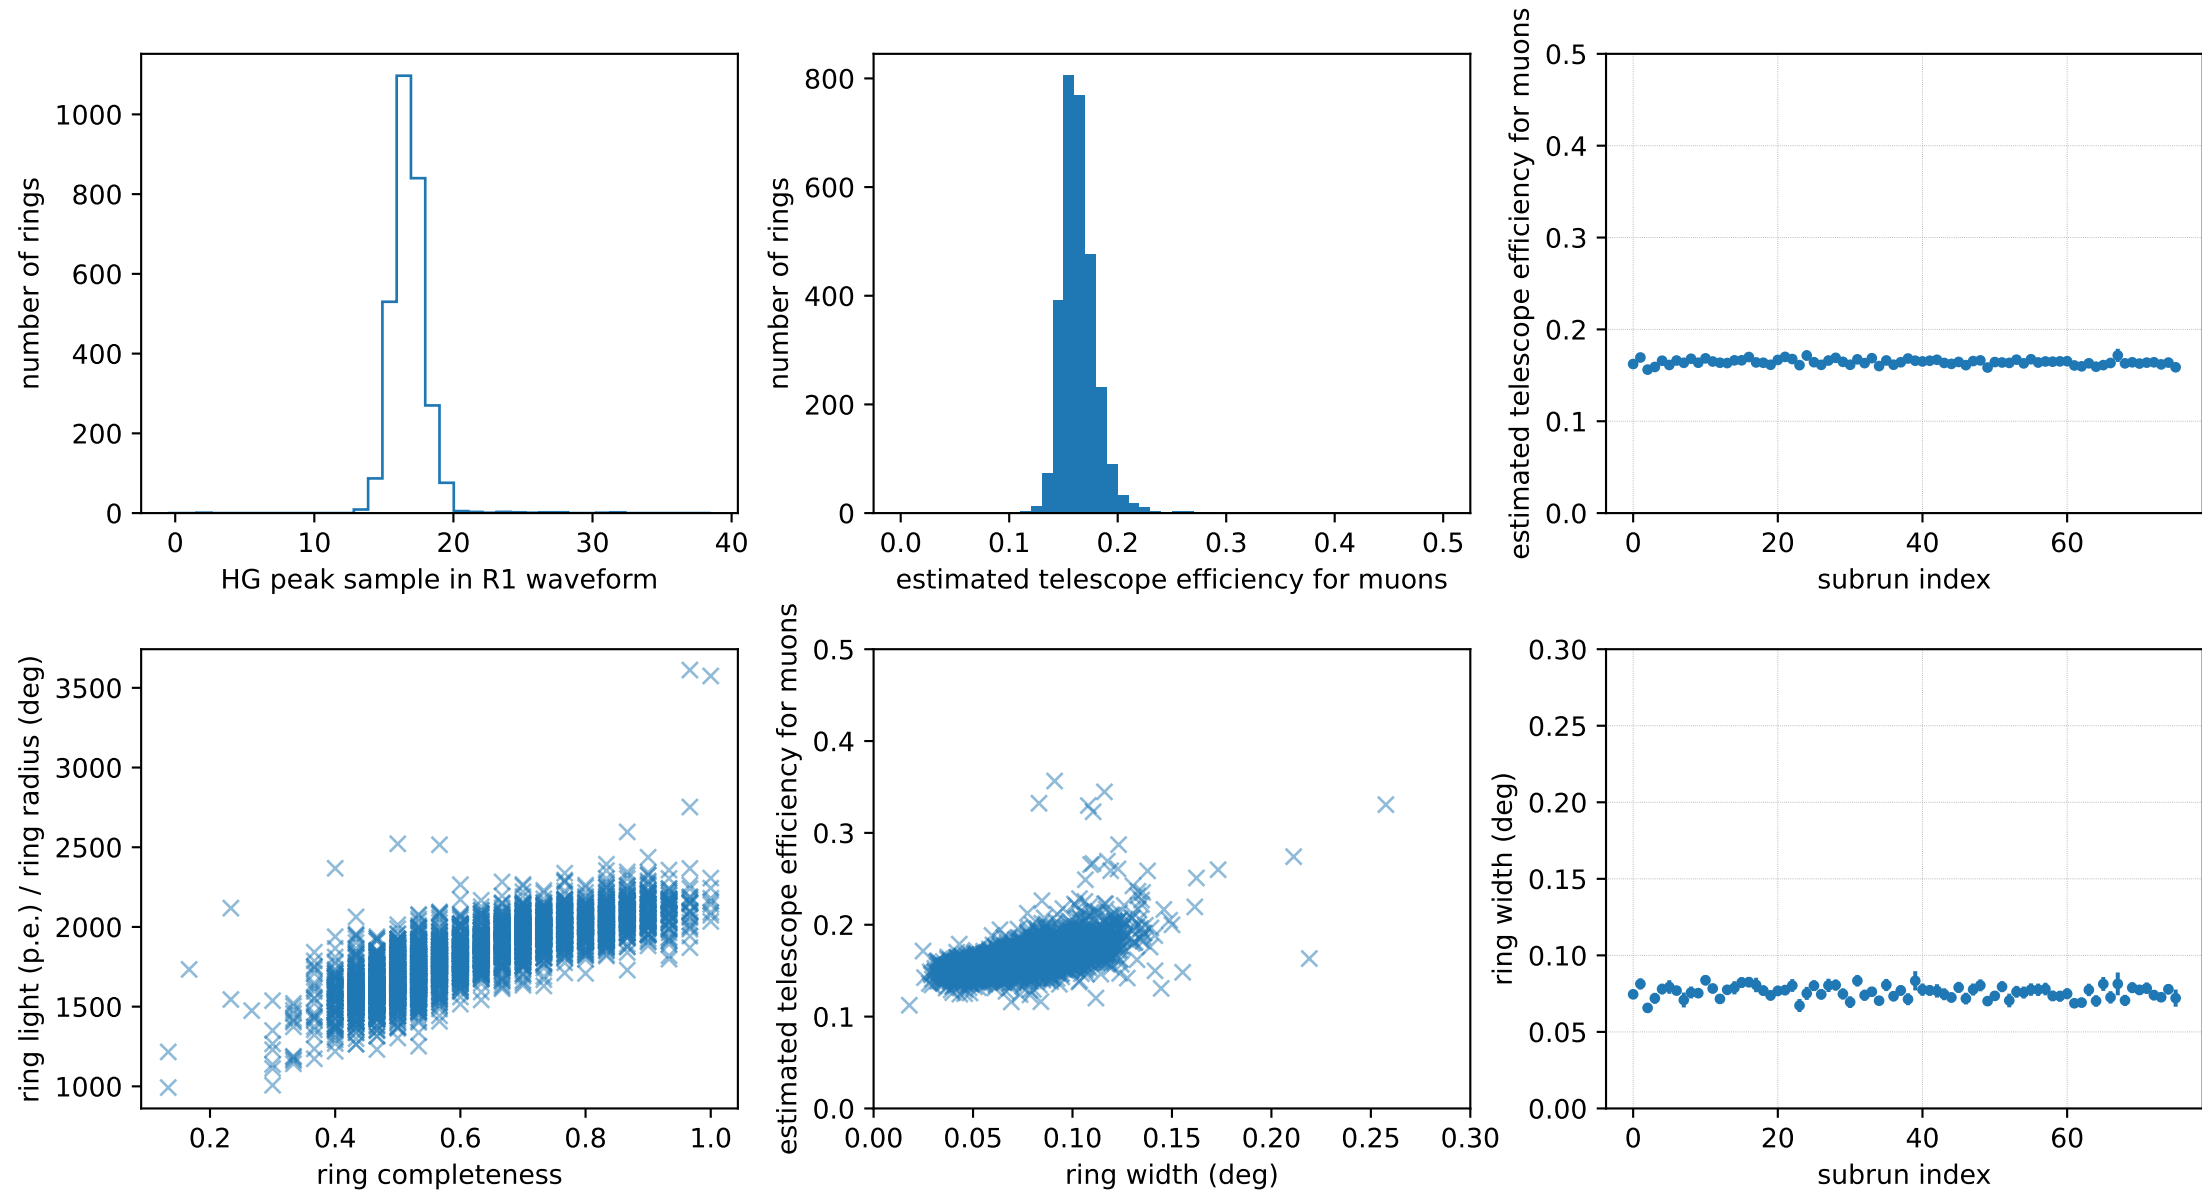 number of rings
1000
800
600
400
200
0
0 10 20 30 40
HG peak sample in R1 waveform
number of rings
800
600
400
200
0
0.0 0.1 0.2 0.3 0.4 0.5
estimated telescope efficiency for muons
estimated telescope efficiency for muons
0.5
0.4
0.3
0.2
0.1
0.0
0 20 40 60
subrun index
ring light (p.e.) / ring radius (deg)
3500
3000
2500
2000
1500
1000
0.2 0.4 0.6 0.8 1.0
ring completeness
estimated telescope efficiency for muons
0.5
0.4
0.3
0.2
0.1
0.0
0.00 0.05 0.10 0.15 0.20 0.25 0.30
ring width (deg)
ring width (deg)
0.30
0.25
0.20
0.15
0.10
0.05
0.00
0 20 40 60
subrun index